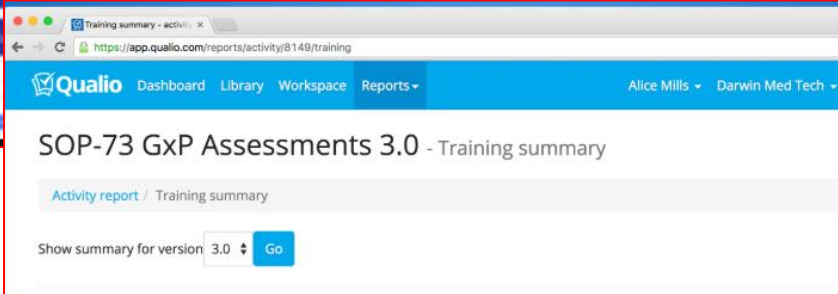 Training summary - activity
https://app.qualio.com/reports/activity/8149/training
Qualio Dashboard Library Workspace Reports Alice Mills Darwin Med Tech
SOP-73 GxP Assessments 3.0 - Training summary
Activity report / Training summary
Show summary for version 3.0 Go